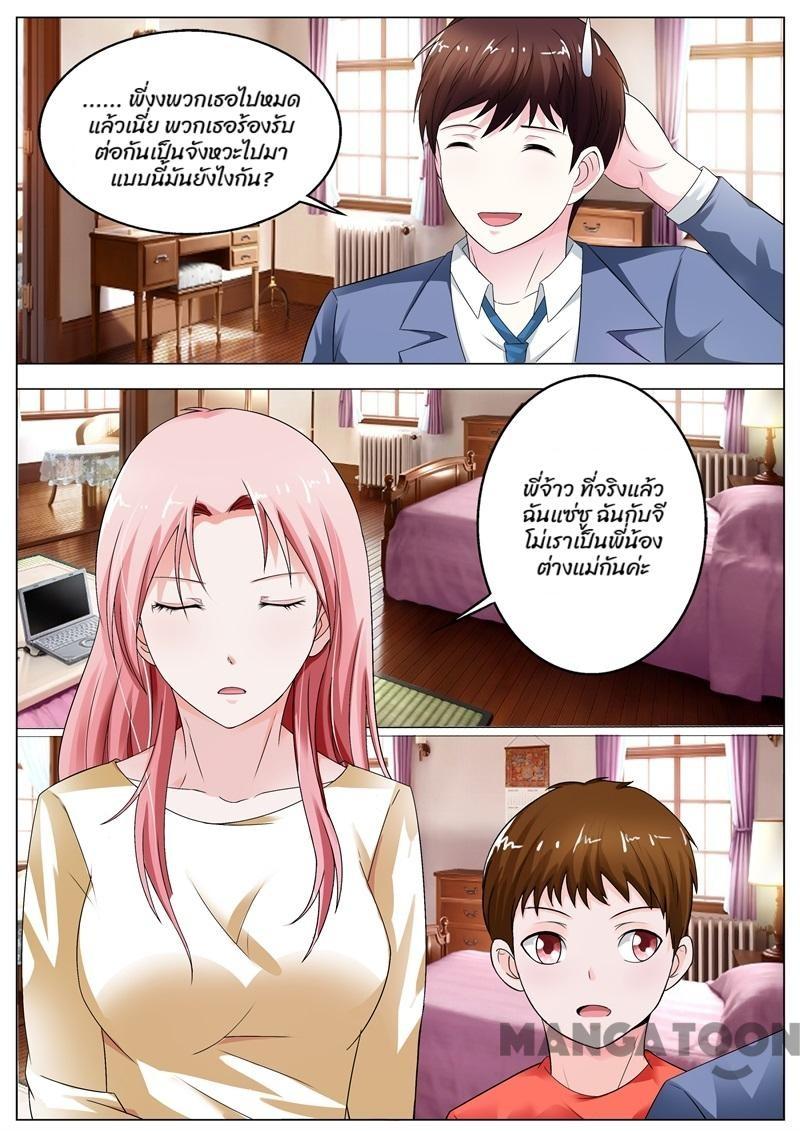 ...... พี่งงพวกเธอไปหมด
แล้วเนี่ย พวกเธอร้องรับ
ต่อกันเป็นจังหวะไปมา
แบบนี้มันยังไงกัน?
พี่จ้าว ที่จริงแล้ว
ฉันแซ่ซู ฉันกับจี
โม่เราเป็นพี่น้อง
ต่างแม่กันค่ะ
MANGATOON